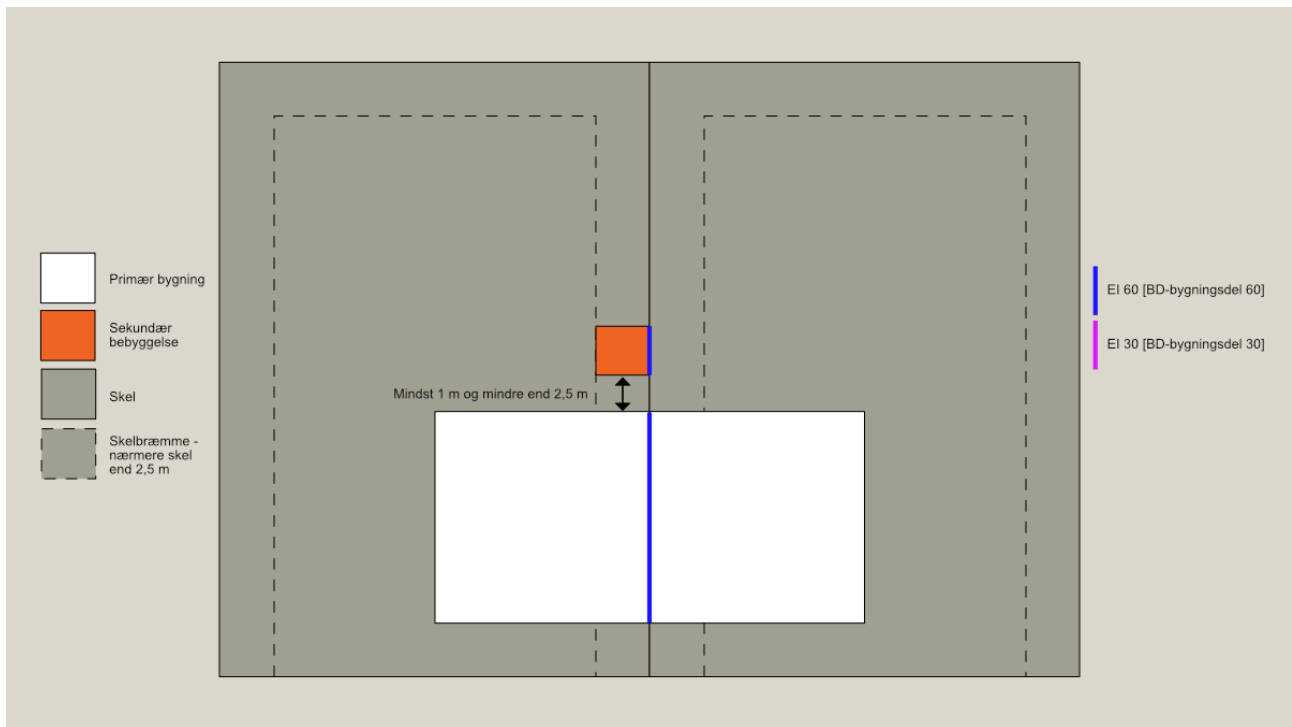 Primær bygning
Sekundær
bebyggelse
Skel
Skelbræmme -
nærmere skel
end 2,5 m
Mindst 1 m og mindre end 2,5 m
EI 60 [BD-bygningsdel 60]
EI 30 [BD-bygningsdel 30]